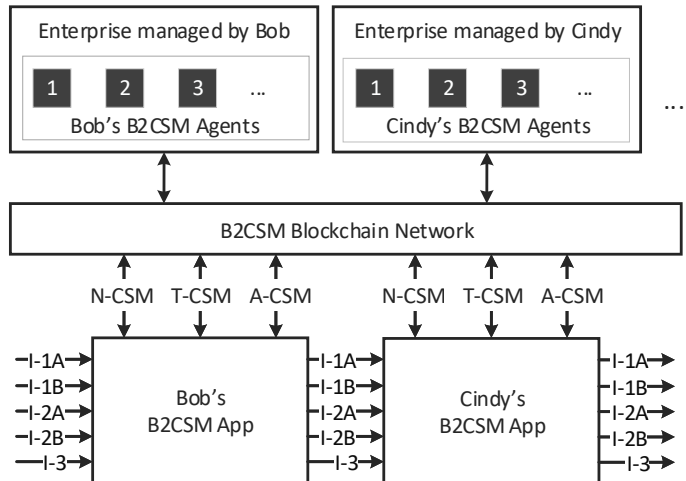 Enterprise managed by Bob
1 2 3 ...
Bob's B2CSM Agents
Enterprise managed by Cindy
1 2 3 ...
Cindy's B2CSM Agents
...
B2CSM Blockchain Network
N-CSM T-CSM A-CSM N-CSM T-CSM A-CSM
I-1A
I-1B
I-2A
I-2B
I-3
Bob's
B2CSM App
I-1A
I-1B
I-2A
I-2B
I-3
Cindy's
B2CSM App
I-1A
I-1B
I-2A
I-2B
I-3